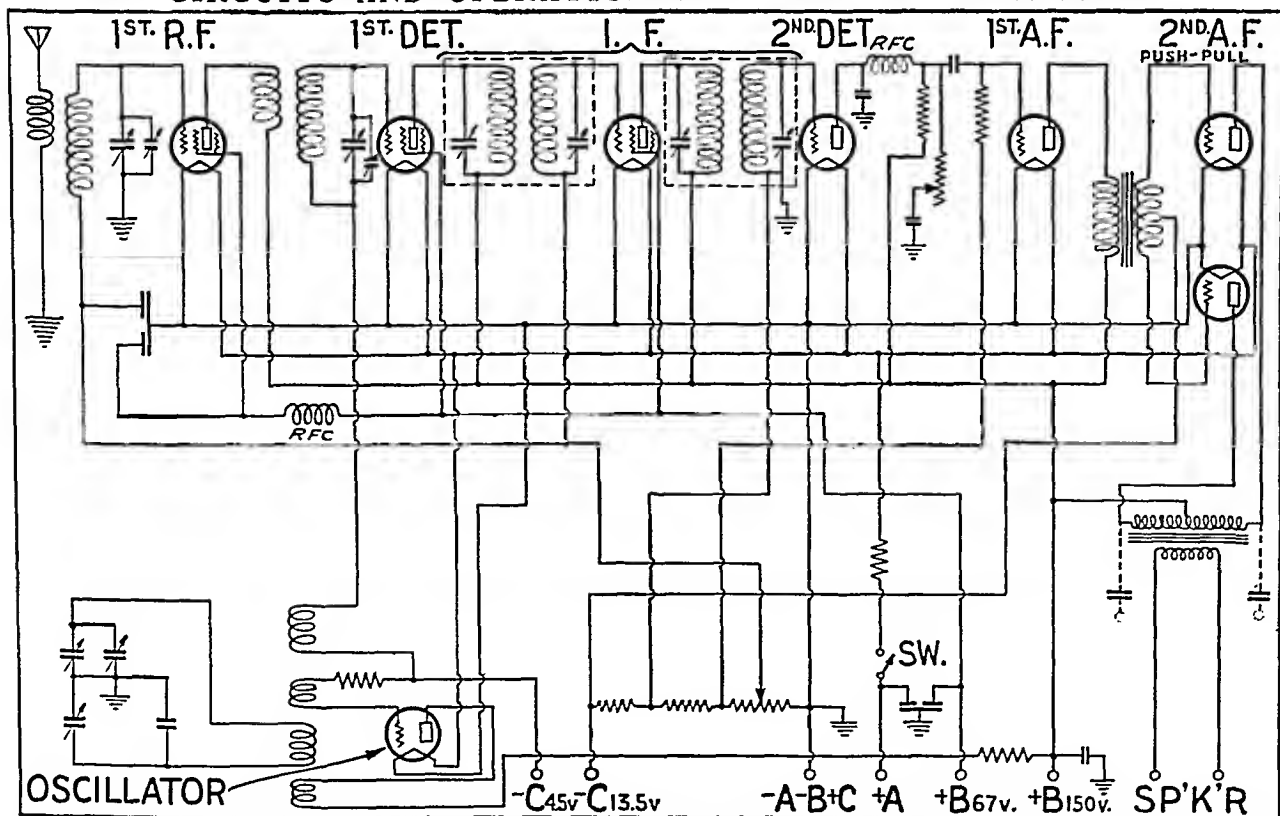 1ST. R.F. 1ST. DET. I. F. 2ND. DET RFC 1ST. A.F. 2ND. A.F.
PUSH-PULL
RFC
SW.
OSCILLATOR
-C45v -C13.5v -A-B+C +A +B67v. +B150v. SP'K'R